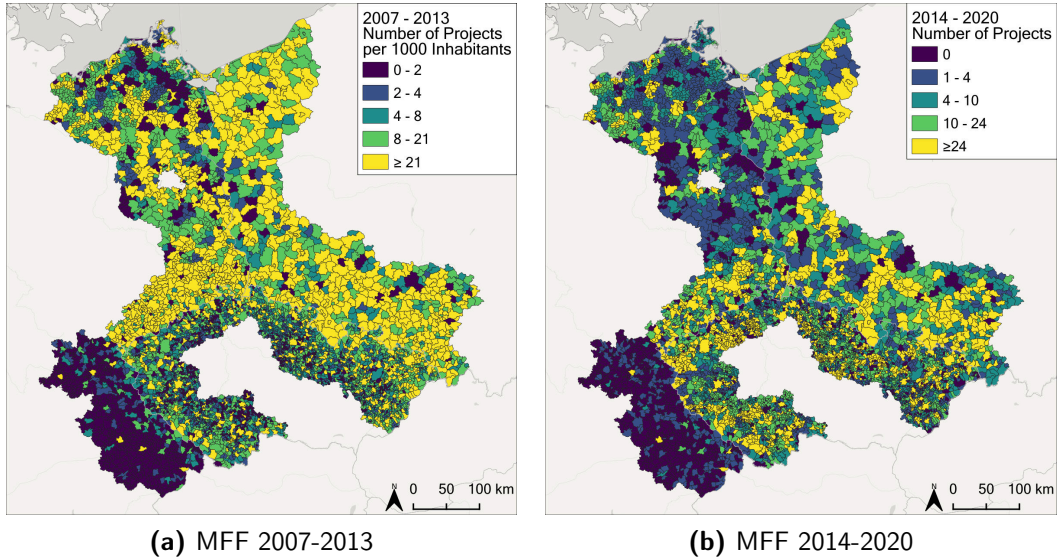 2007 - 2013
Number of Projects
per 1000 Inhabitants
0 - 2
2 - 4
4 - 8
8 - 21
≥ 21
N
0 50 100 km
2014 - 2020
Number of Projects
0
1 - 4
4 - 10
10 - 24
≥24
N
0 50 100 km
(a) MFF 2007-2013
(b) MFF 2014-2020